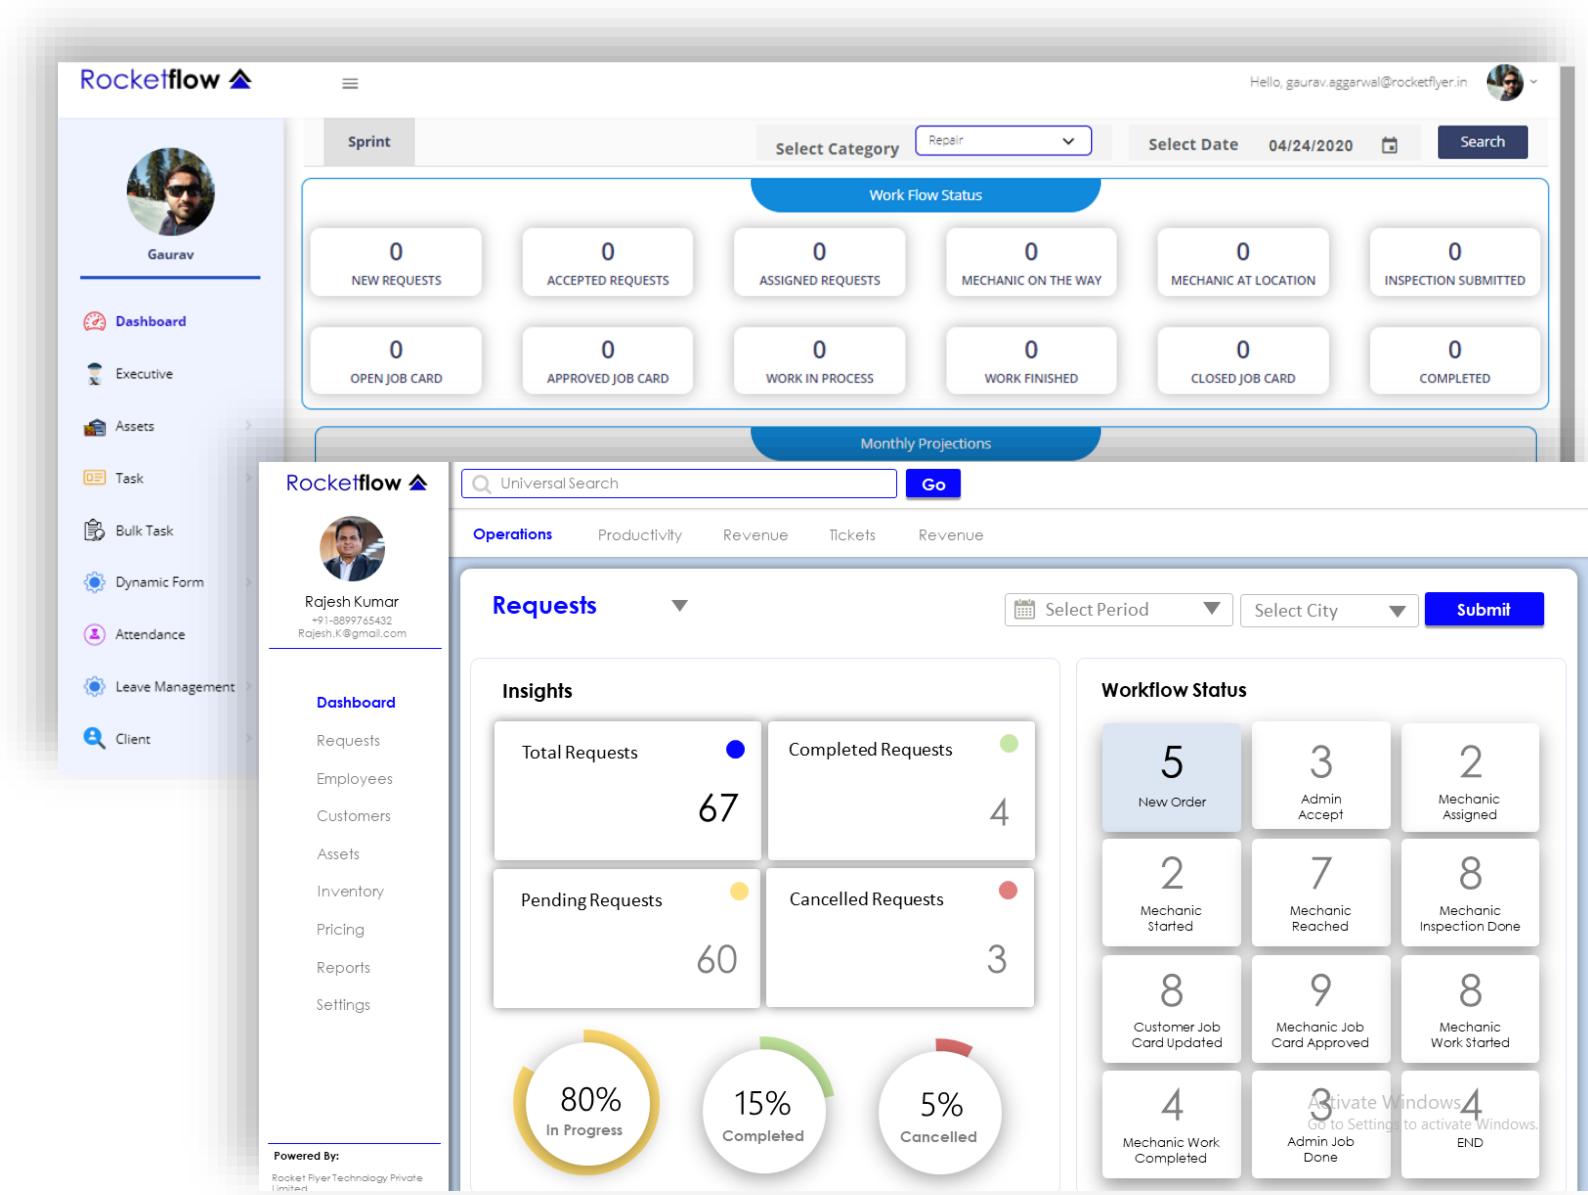 Rocketflow
Hello, gaurav.aggarwal@rocketflyer.in
Sprint
Select Category
Repair
Select Date
04/24/2020
Search
Gaurav
Dashboard
Executive
Assets
Task
Bulk Task
Dynamic Form
Attendance
Leave Management
Client
Work Flow Status
0
NEW REQUESTS
0
ACCEPTED REQUESTS
0
ASSIGNED REQUESTS
0
MECHANIC ON THE WAY
0
MECHANIC AT LOCATION
0
INSPECTION SUBMITTED
0
OPEN JOB CARD
0
APPROVED JOB CARD
0
WORK IN PROCESS
0
WORK FINISHED
0
CLOSED JOB CARD
0
COMPLETED
Monthly Projections
Rocketflow
Universal Search
Go
Rajesh Kumar
+91-8899765432
Rajesh.K@gmail.com
Dashboard
Requests
Employees
Customers
Assets
Inventory
Pricing
Reports
Settings
Powered By:
Rocket Flyer Technology Private
Limited
Operations
Productivity
Revenue
Tickets
Revenue
Requests
Select Period
Select City
Submit
Insights
Total Requests
67
Completed Requests
4
Pending Requests
60
Cancelled Requests
3
80%
In Progress
15%
Completed
5%
Cancelled
Workflow Status
5
New Order
3
Admin
Accept
2
Mechanic
Assigned
2
Mechanic
Started
7
Mechanic
Reached
8
Mechanic
Inspection Done
8
Customer Job
Card Updated
9
Mechanic Job
Card Approved
8
Mechanic
Work Started
4
Mechanic Work
Completed
3
Admin Job
Done
4
END
Activate Windows
Go to Settings to activate Windows.